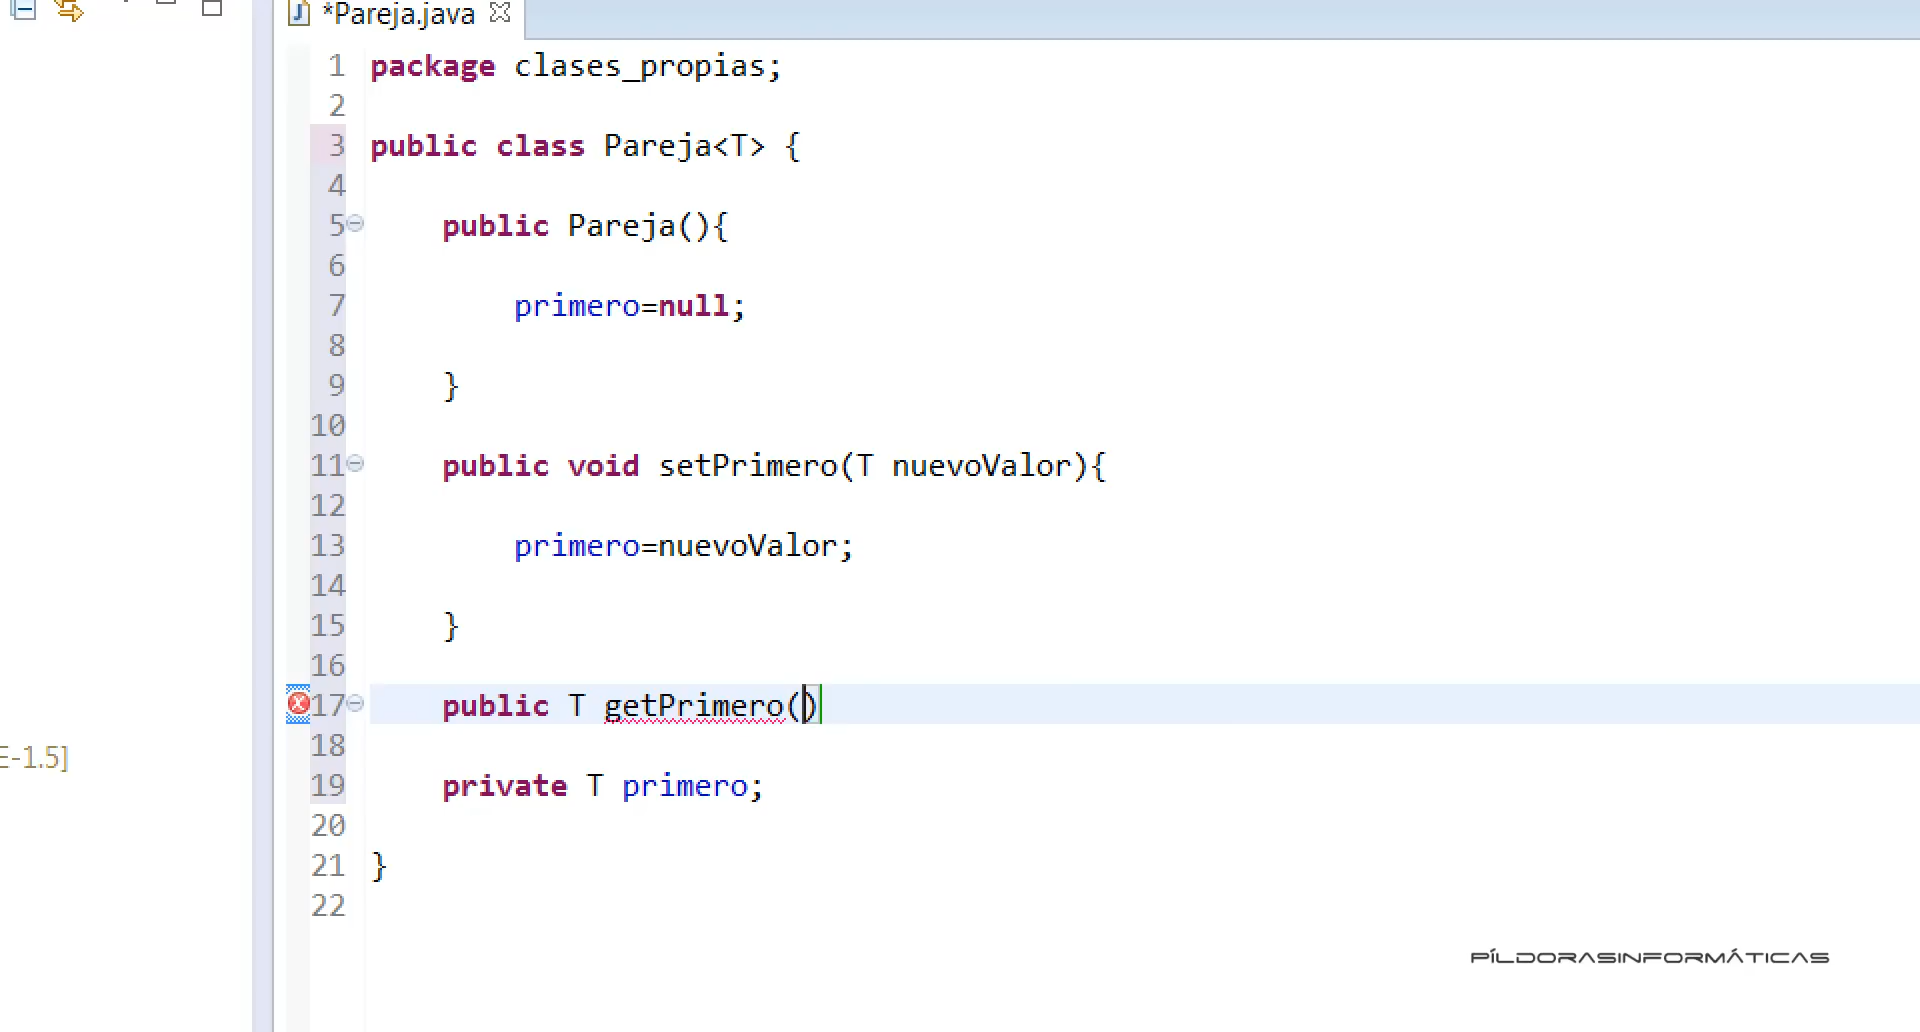 *Pareja.java
1 package clases_propias;
2
3 public class Pareja<T> {
4
5 public Pareja(){
6
7 primero=null;
8
9 }
10
11 public void setPrimero(T nuevoValor){
12
13 primero=nuevoValor;
14
15 }
16
17 public T getPrimero()
18
19 private T primero;
20
21 }
22
E-1.5]
PÍLDORASINFORMÁTICAS